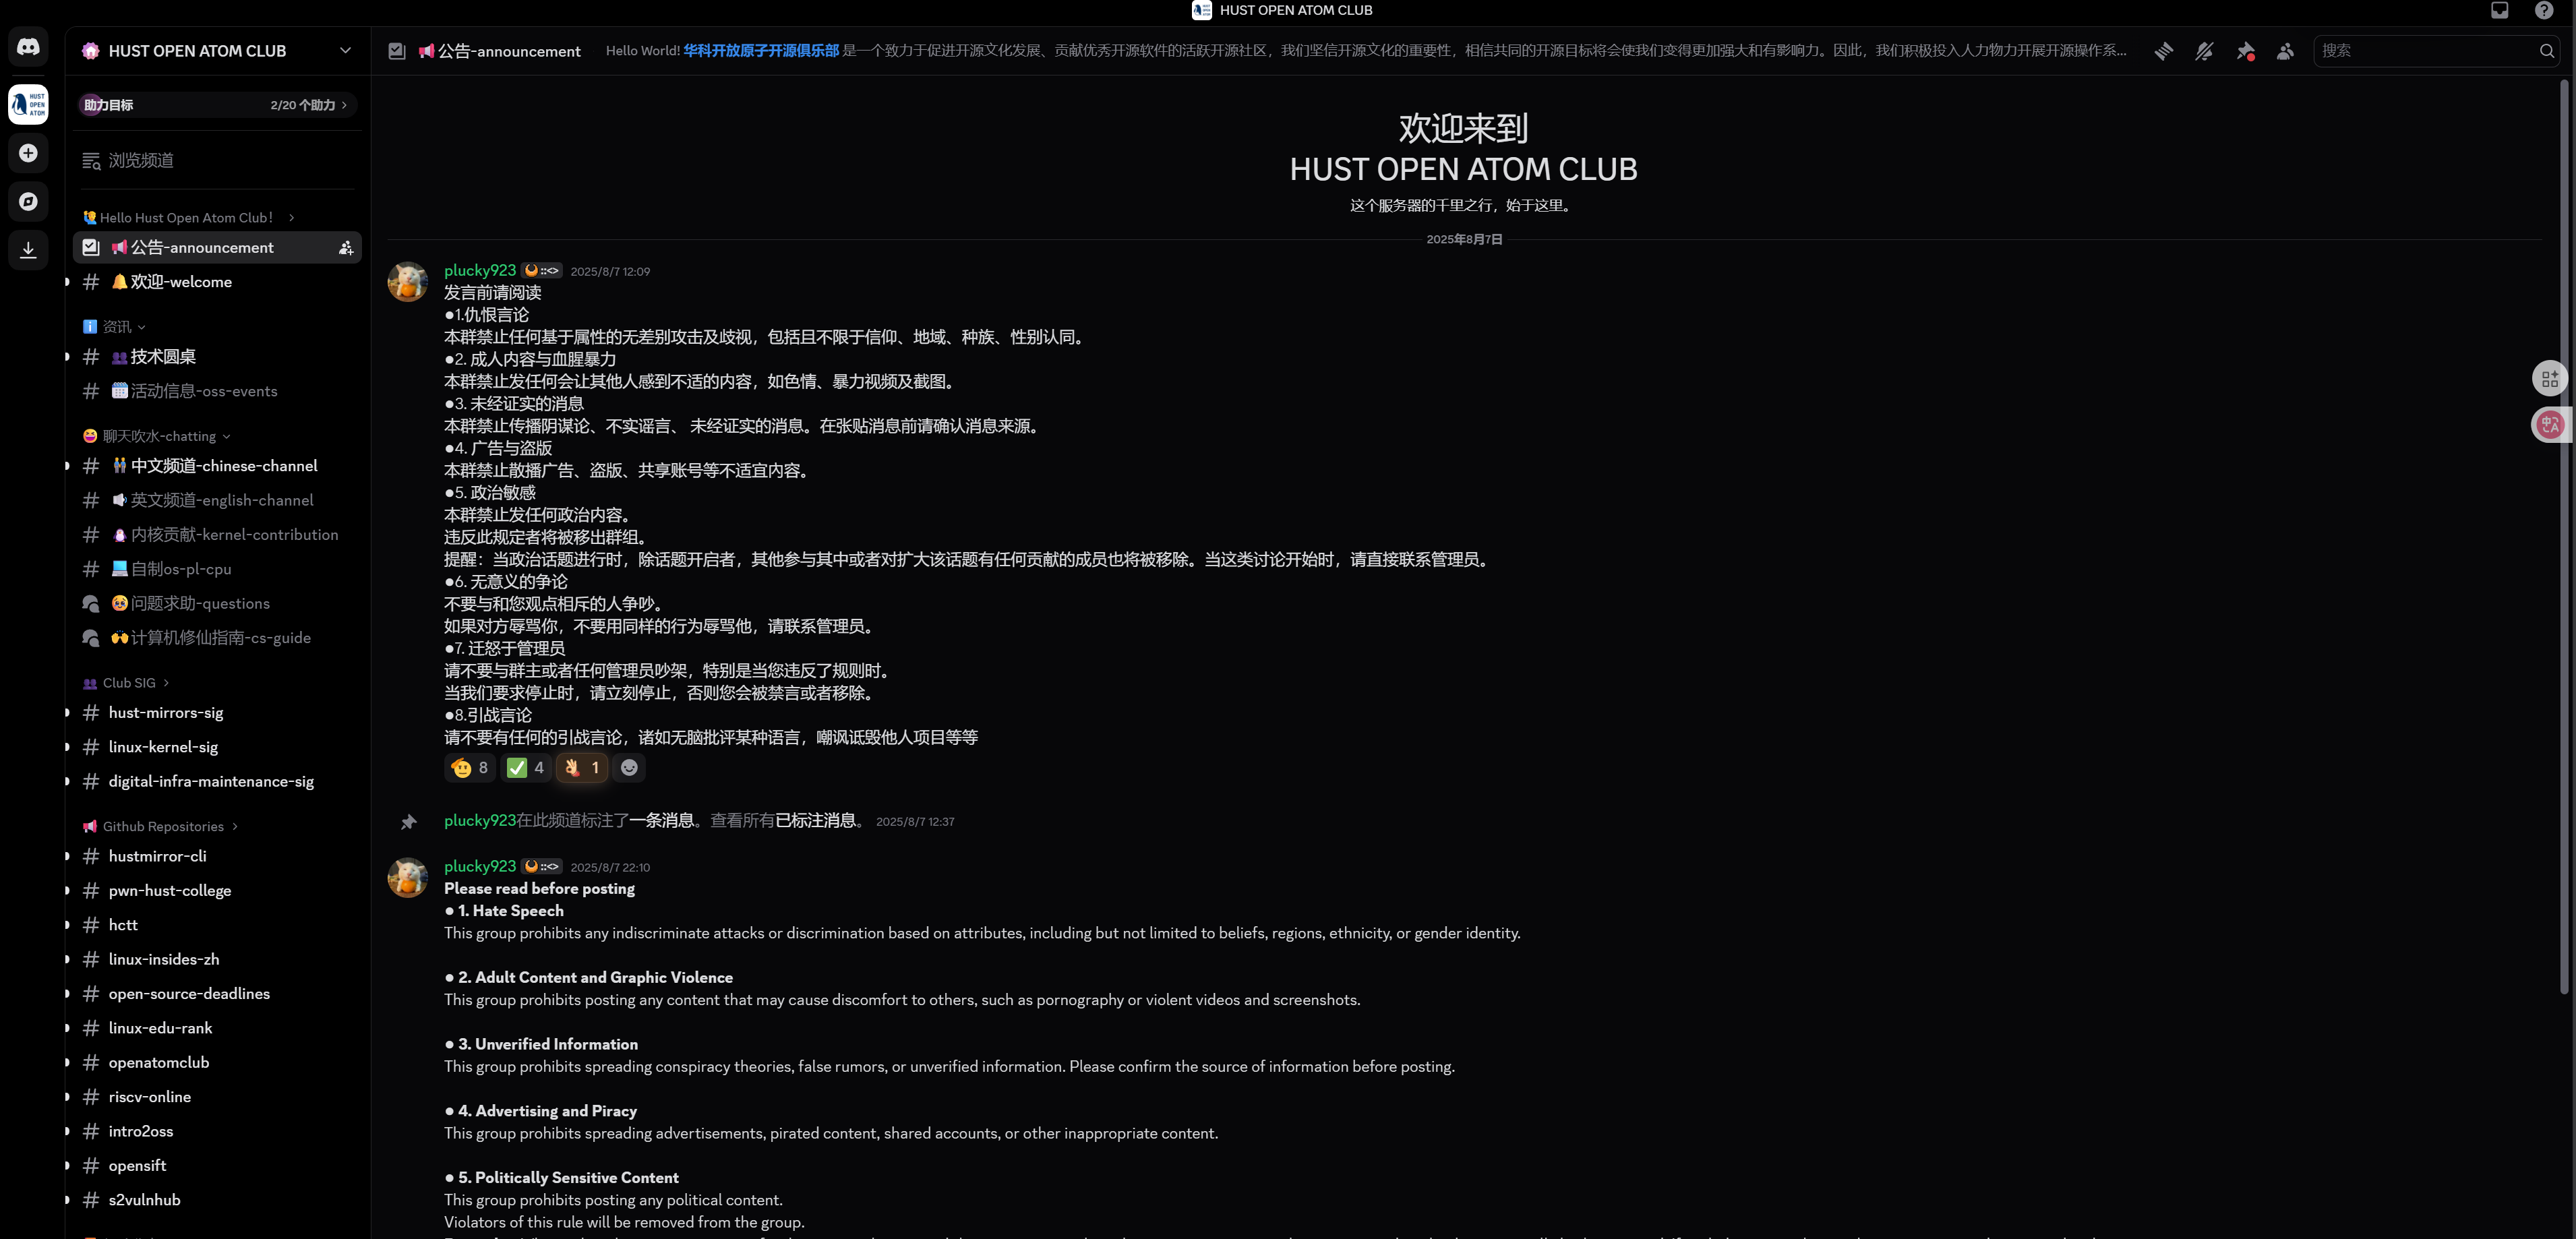 HUST OPEN ATOM CLUB
HUST OPEN ATOM CLUB
HUST OPEN ATOM
助力目标
2/20 个助力
浏览频道
Hello Hust Open Atom Club！
公告-announcement
欢迎-welcome
资讯
技术圆桌
活动信息-oss-events
聊天吹水-chatting
中文频道-chinese-channel
英文频道-english-channel
内核贡献-kernel-contribution
自制os-pl-cpu
问题求助-questions
计算机修仙指南-cs-guide
Club SIG
hust-mirrors-sig
linux-kernel-sig
digital-infra-maintenance-sig
Github Repositories
hustmirror-cli
pwn-hust-college
hctt
linux-insides-zh
open-source-deadlines
linux-edu-rank
openatomclub
riscv-online
intro2oss
opensift
s2vulnhub
公告-announcement
Hello World! 华科开放原子开源俱乐部 是一个致力于促进开源文化发展、贡献优秀开源软件的活跃开源社区，我们坚信开源文化的重要性，相信共同的开源目标将会使我们变得更加强大和有影响力。因此，我们积极投入人力物力开展开源操作系...
搜索
欢迎来到
HUST OPEN ATOM CLUB
这个服务器的千里之行，始于这里。
2025年8月7日
plucky923 ::<> 2025/8/7 12:09
发言前请阅读
●1.仇恨言论
本群禁止任何基于属性的无差别攻击及歧视，包括且不限于信仰、地域、种族、性别认同。
●2. 成人内容与血腥暴力
本群禁止发任何会让其他人感到不适的内容，如色情、暴力视频及截图。
●3. 未经证实的消息
本群禁止传播阴谋论、不实谣言、 未经证实的消息。在张贴消息前请确认消息来源。
●4. 广告与盗版
本群禁止散播广告、盗版、共享账号等不适宜内容。
●5. 政治敏感
本群禁止发任何政治内容。
违反此规定者将被移出群组。
提醒：当政治话题进行时，除话题开启者，其他参与其中或者对扩大该话题有任何贡献的成员也将被移除。当这类讨论开始时，请直接联系管理员。
●6. 无意义的争论
不要与和您观点相斥的人争吵。
如果对方辱骂你，不要用同样的行为辱骂他，请联系管理员。
●7. 迁怒于管理员
请不要与群主或者任何管理员吵架，特别是当您违反了规则时。
当我们要求停止时，请立刻停止，否则您会被禁言或者移除。
●8.引战言论
请不要有任何的引战言论，诸如无脑批评某种语言，嘲讽诋毁他人项目等等
8 4 1
plucky923在此频道标注了一条消息。查看所有已标注消息。 2025/8/7 12:37
plucky923 ::<> 2025/8/7 22:10
Please read before posting
● 1. Hate Speech
This group prohibits any indiscriminate attacks or discrimination based on attributes, including but not limited to beliefs, regions, ethnicity, or gender identity.
● 2. Adult Content and Graphic Violence
This group prohibits posting any content that may cause discomfort to others, such as pornography or violent videos and screenshots.
● 3. Unverified Information
This group prohibits spreading conspiracy theories, false rumors, or unverified information. Please confirm the source of information before posting.
● 4. Advertising and Piracy
This group prohibits spreading advertisements, pirated content, shared accounts, or other inappropriate content.
● 5. Politically Sensitive Content
This group prohibits posting any political content.
Violators of this rule will be removed from the group.